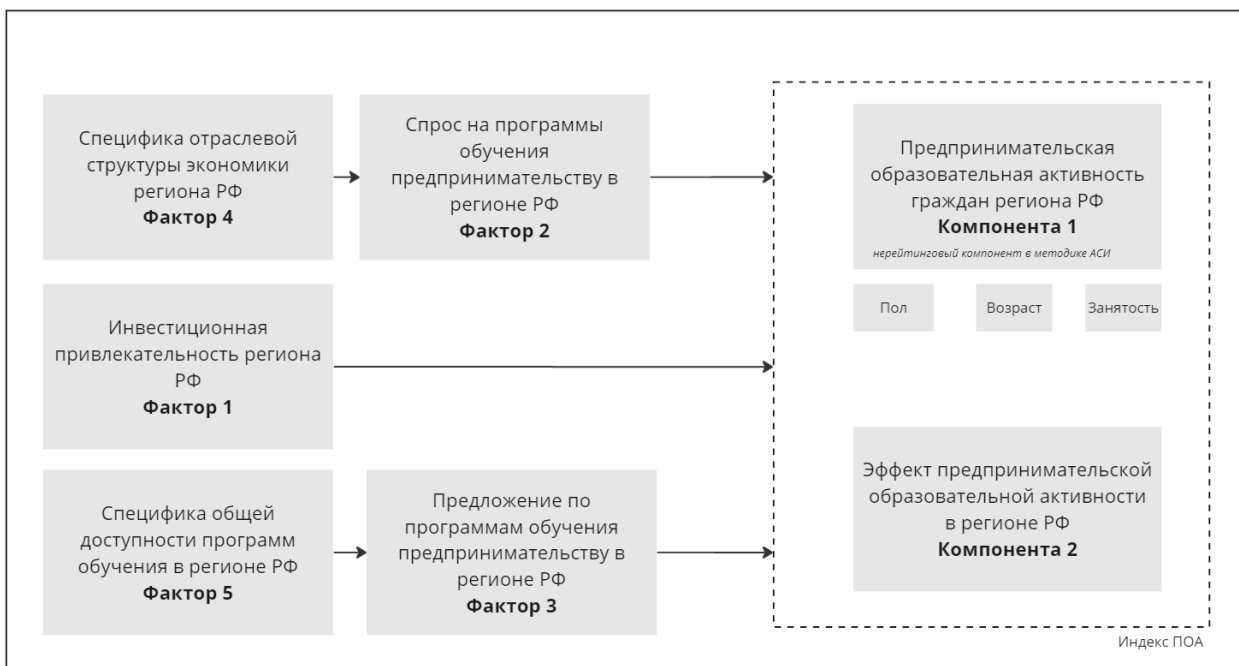 Специфика отраслевой
структуры экономики
региона РФ
Фактор 4
Спрос на программы
обучения
предпринимательству в
регионе РФ
Фактор 2
Предпринимательская
образовательная активность
граждан региона РФ
Компонента 1
нерейтинговый компонент в методике АСИ
Пол
Возраст
Занятость
Инвестиционная
привлекательность региона
РФ
Фактор 1
Специфика общей
доступности программ
обучения в регионе РФ
Фактор 5
Предложение по
программам обучения
предпринимательству в
регионе РФ
Фактор 3
Эффект предпринимательской
образовательной активности
в регионе РФ
Компонента 2
Индекс ПОА